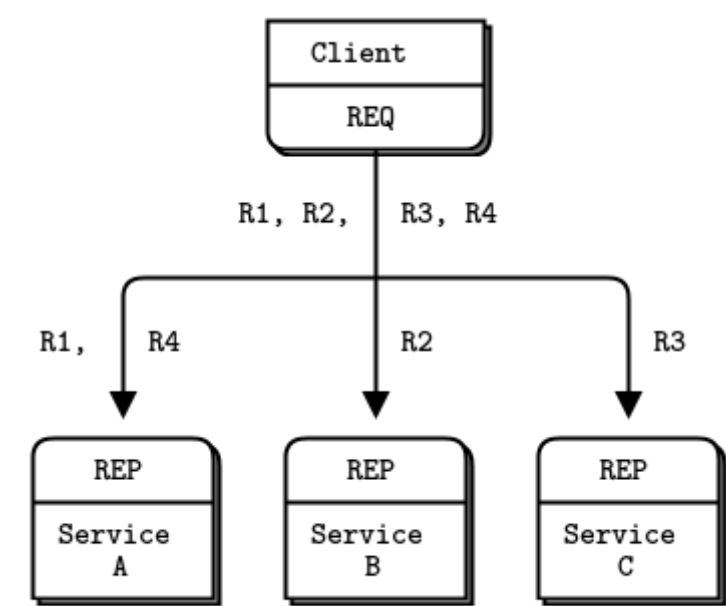 Client
REQ
R1, R2, R3, R4
R1, R4 R2 R3
REP REP REP
Service Service Service
A B C